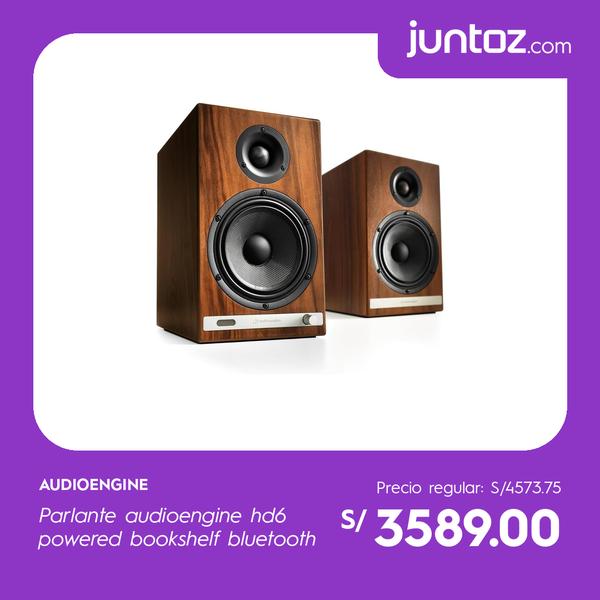 juntoz.com
AUDIOENGINE
Parlante audioengine hd6
powered bookshelf bluetooth
Precio regular: S/4573.75
S/ 3589.00